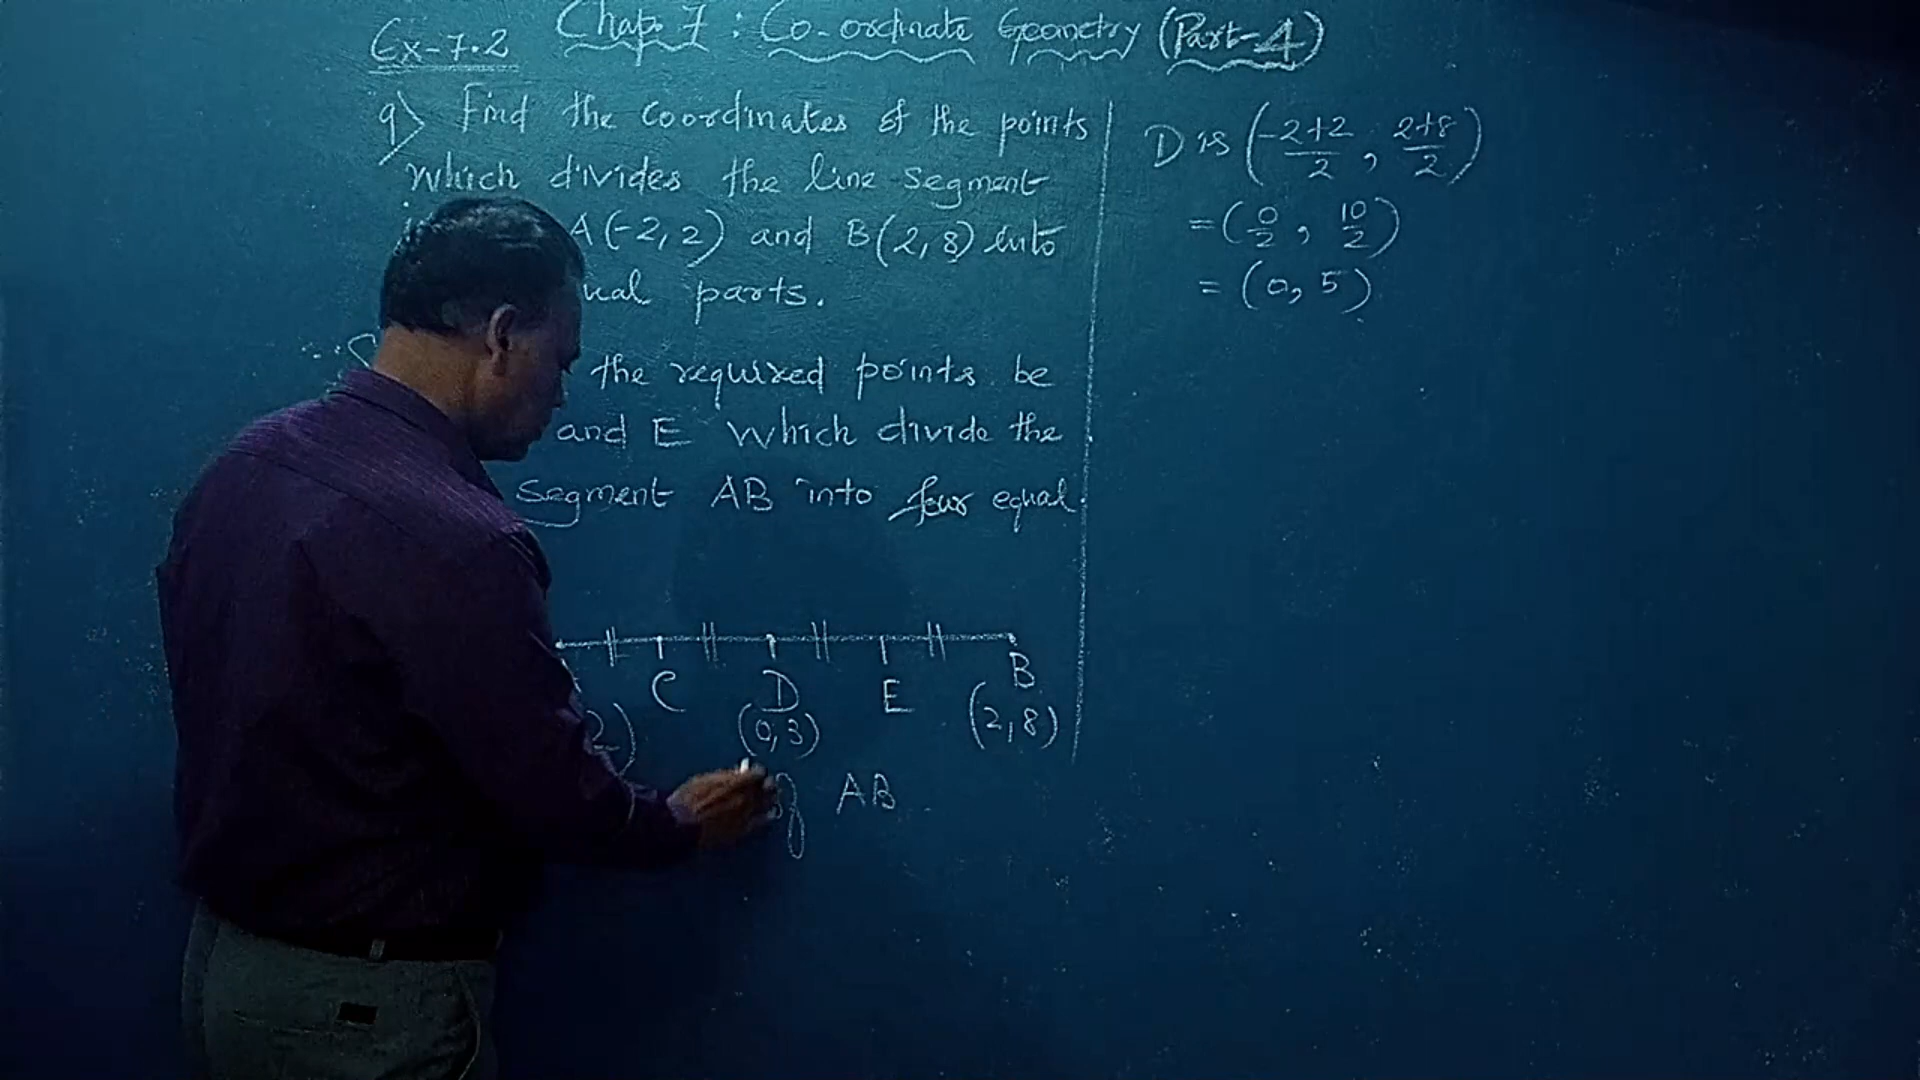 Ex-7.2 Chap 7 : Co-ordinate Geometry (Part-4)
9) Find the coordinates of the points
which divides the line segment
A(-2, 2) and B(2, 8) into
parts.
the required points be
and E which divide the
segment AB into four equal
C D E B
(0,3) (2,8)
AB
D is (-2+2/2, 2+8/2)
= (0/2, 10/2)
= (0, 5)